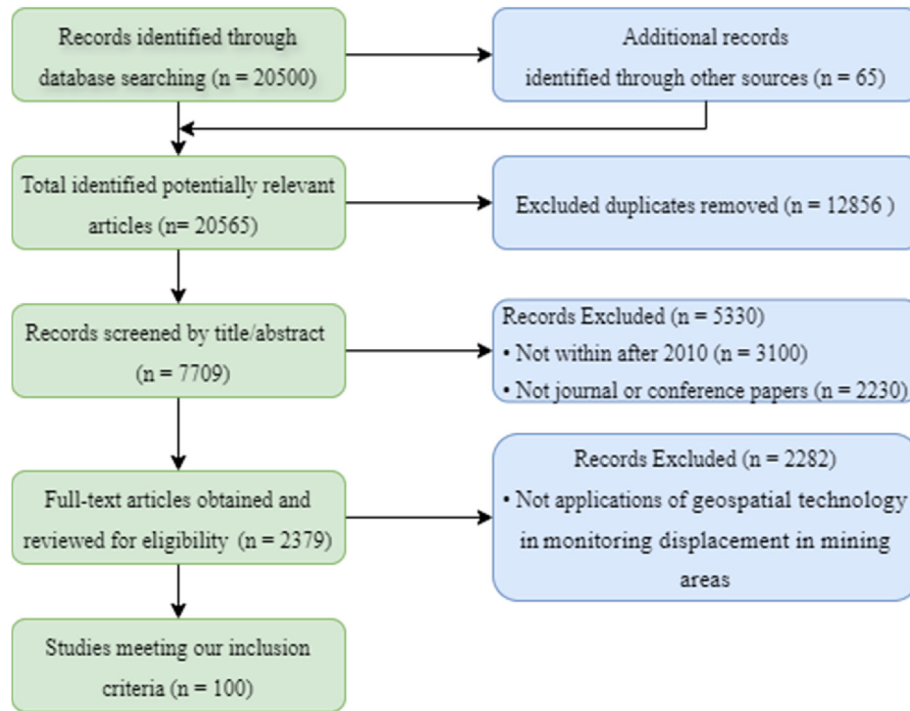 Records identified through
database searching (n = 20500)
Additional records
identified through other sources (n = 65)
Total identified potentially relevant
articles (n= 20565)
Excluded duplicates removed (n = 12856 )
Records screened by title/abstract
(n = 7709)
Records Excluded (n = 5330)
• Not within after 2010 (n = 3100)
• Not journal or conference papers (n = 2230)
Full-text articles obtained and
reviewed for eligibility (n = 2379)
Records Excluded (n = 2282)
• Not applications of geospatial technology
in monitoring displacement in mining
areas
Studies meeting our inclusion
criteria (n = 100)